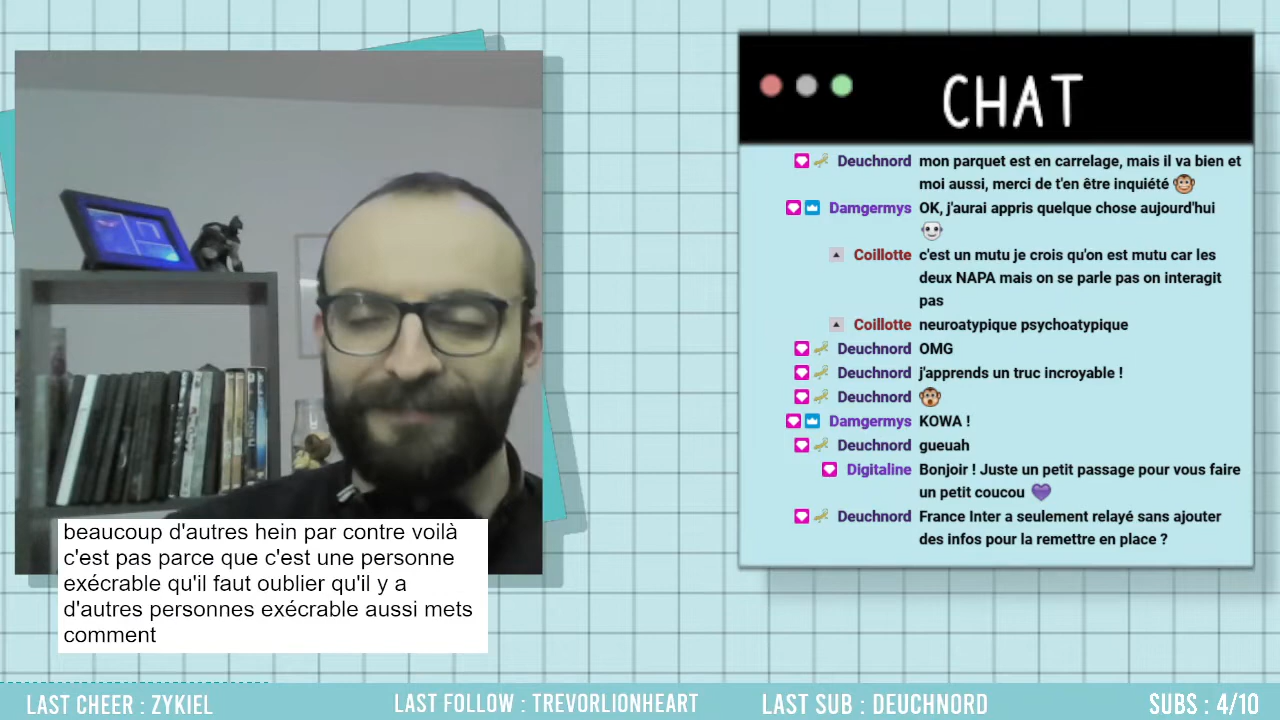 CHAT
Deuchnord mon parquet est en carrelage, mais il va bien et
moi aussi, merci de t'en être inquiété
Damgermys OK, j'aurai appris quelque chose aujourd'hui
Coillotte c'est un mutu je crois qu'on est mutu car les
deux NAPA mais on se parle pas on interagit
pas
Coillotte neuroatypique psychoatypique
Deuchnord OMG
Deuchnord j'apprends un truc incroyable !
Deuchnord
Damgermys KOWA !
Deuchnord gueuah
Digitaline Bonjoir ! Juste un petit passage pour vous faire
un petit coucou
Deuchnord France Inter a seulement relayé sans ajouter
des infos pour la remettre en place ?
beaucoup d'autres hein par contre voilà
c'est pas parce que c'est une personne
exécrable qu'il faut oublier qu'il y a
d'autres personnes exécrable aussi mets
comment
LAST CHEER : ZYKIEL
LAST FOLLOW : TREVORLIONHEART
LAST SUB : DEUCHNORD
SUBS : 4/10